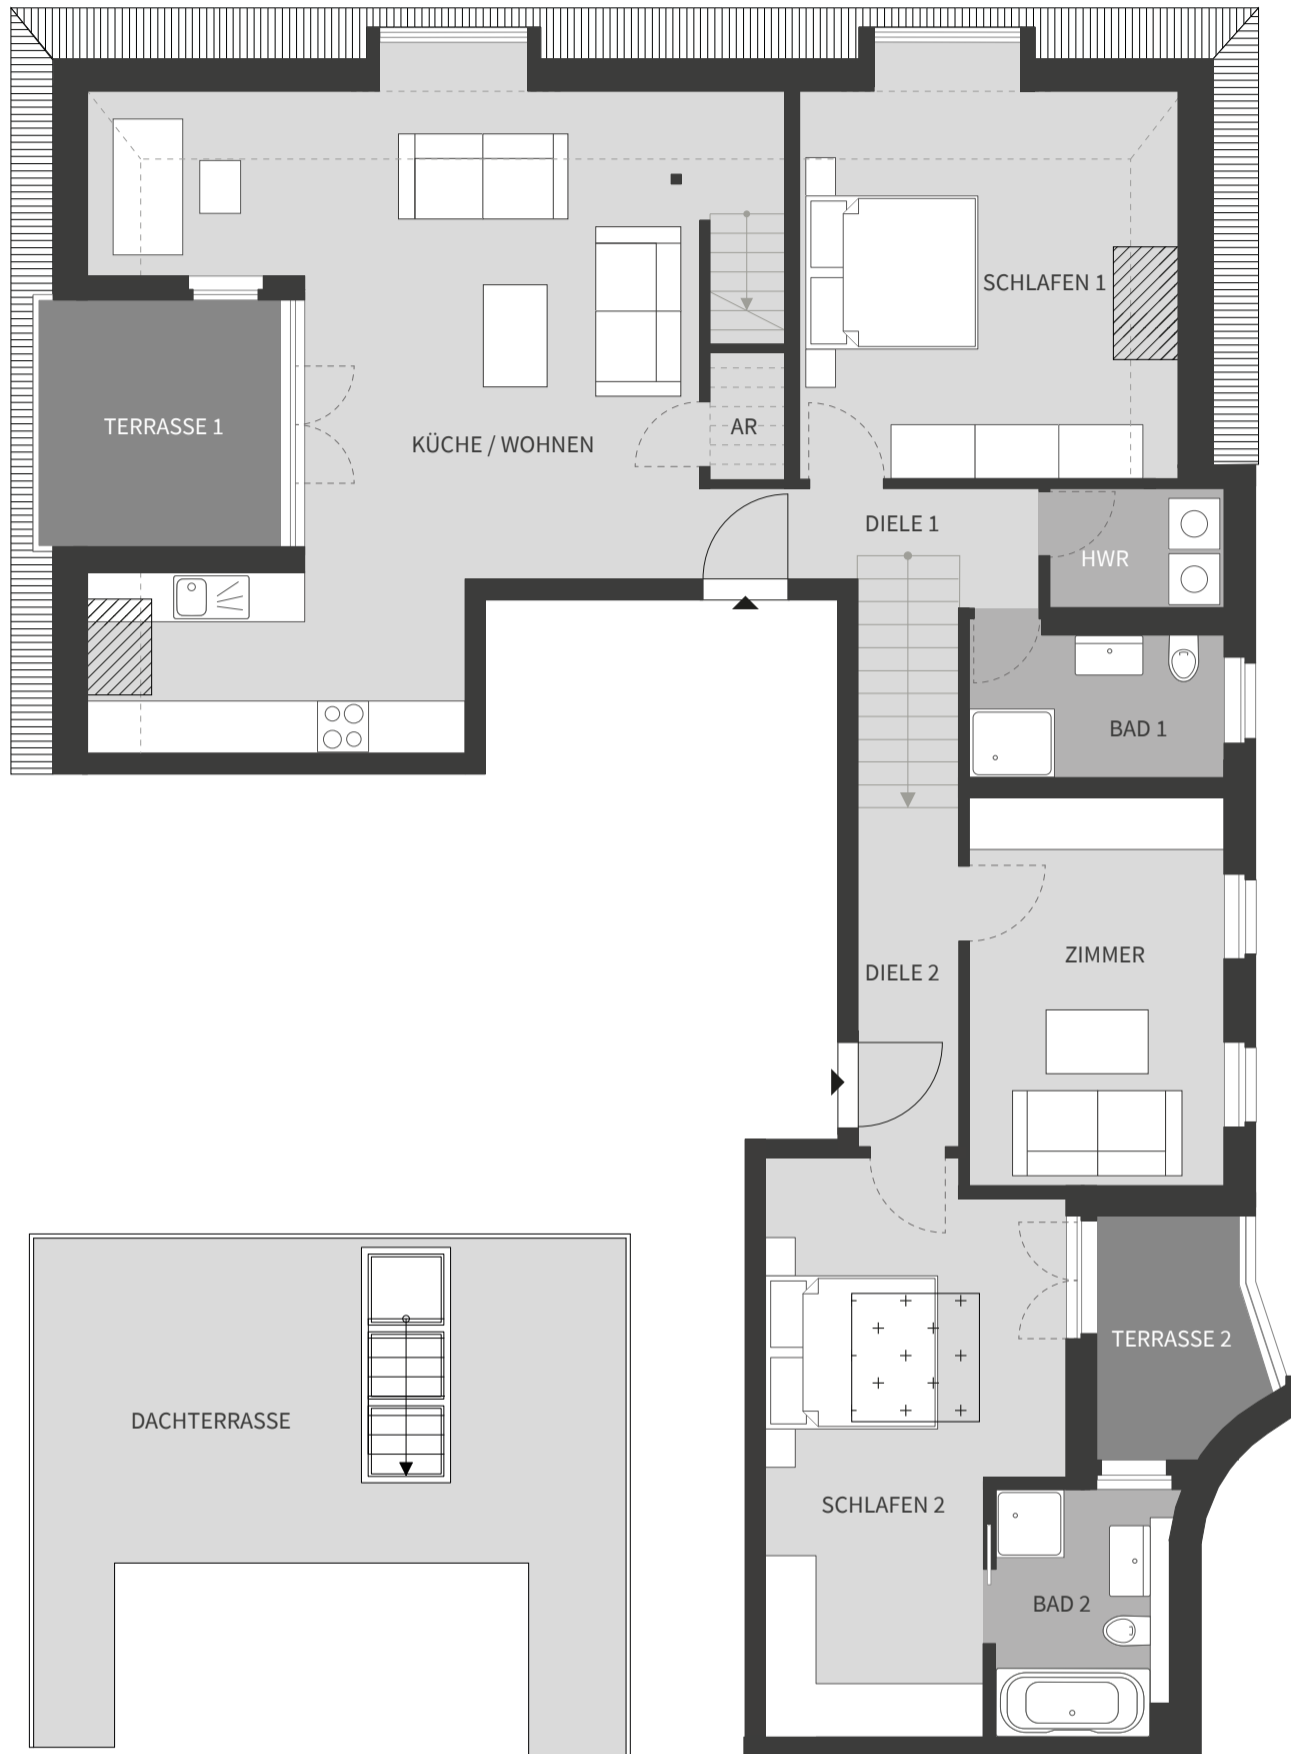 SCHLAFEN 1
TERRASSE 1
KÜCHE / WOHNEN
AR
DIELE 1
HWR
BAD 1
ZIMMER
DIELE 2
TERRASSE 2
DACHTERRASSE
SCHLAFEN 2
BAD 2